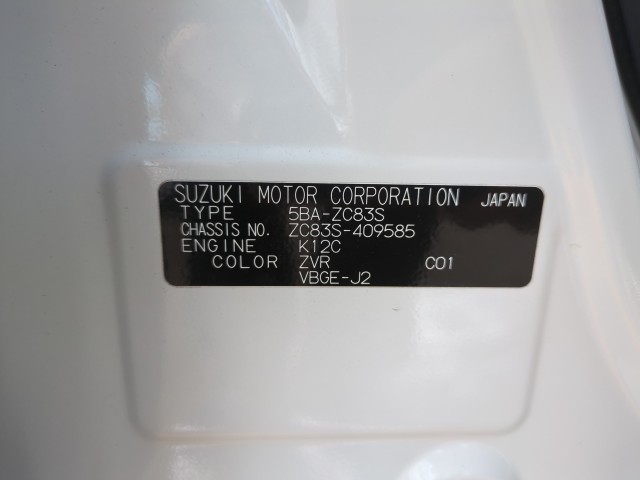 SUZUKI MOTOR CORPORATION JAPAN
TYPE 5BA-ZC83S
CHASSIS NO. ZC83S-409585
ENGINE K12C
COLOR ZVR C01
VBGE-J2